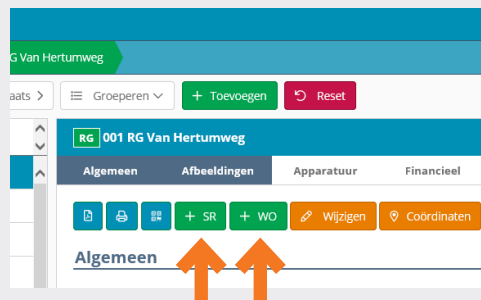 G Van Hertumweg
aats > Groeperen + Toevoegen Reset
RG 001 RG Van Hertumweg
Algemeen Afbeeldingen Apparatuur Financieel
+ SR + WO Wijzigen Coördinaten
Algemeen